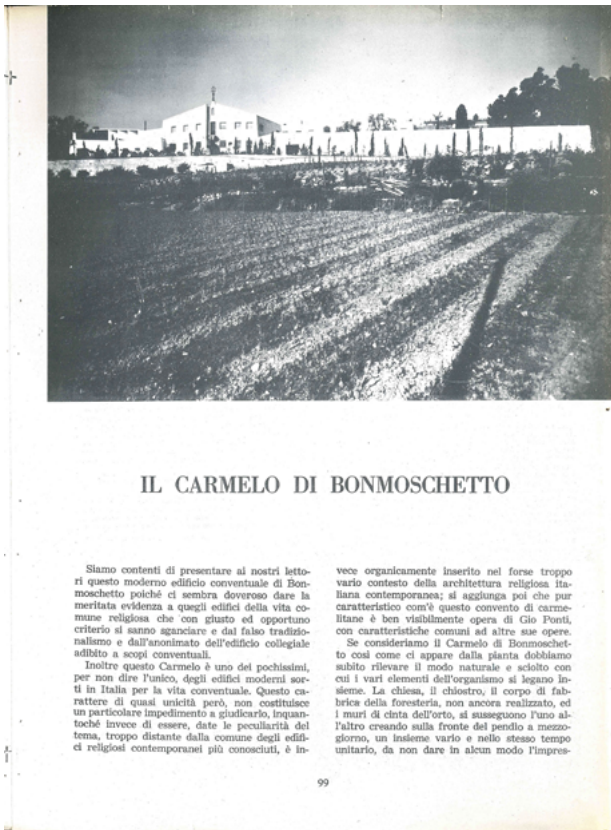 IL CARMELO DI BONMOSCHETTO
Siamo contenti di presentare ai nostri letto-
ri questo moderno edificio conventuale di Bon-
moschetto poiché ci sembra doveroso dare la
meritata evidenza a quegli edifici della vita co-
mune religiosa che con giusto ed opportuno
criterio si sanno sganciare e dal falso tradizio-
nalismo e dall'anonimato dell'edificio collegiale
adibito a scopi conventuali.
Inoltre questo Carmelo è uno dei pochissimi,
per non dire l'unico, degli edifici moderni sor-
ti in Italia per la vita conventuale. Questo ca-
rattere di quasi unicità però, non costituisce
un particolare impedimento a giudicarlo, inquan-
toché invece di essere, date le peculiarità del
tema, troppo distante dalla comune degli edifi-
ci religiosi contemporanei più conosciuti, è in-
vece organicamente inserito nel forse troppo
vario contesto della architettura religiosa ita-
liana contemporanea; si aggiunga poi che pur
caratteristico com'è questo convento di carme-
litane è ben visibilmente opera di Gio Ponti,
con caratteristiche comuni ad altre sue opere.
Se consideriamo il Carmelo di Bonmoschet-
to così come ci appare dalla pianta dobbiamo
subito rilevare il modo naturale e sciolto con
cui i vari elementi dell'organismo si legano in-
sieme. La chiesa, il chiostro, il corpo di fab-
brica della foresteria, non ancora realizzato, ed
i muri di cinta dell'orto, si susseguono l'uno al-
l'altro creando sulla fronte del pendio a mezzo-
giorno, un insieme vario e nello stesso tempo
unitario, da non dare in alcun modo l'impres-
99